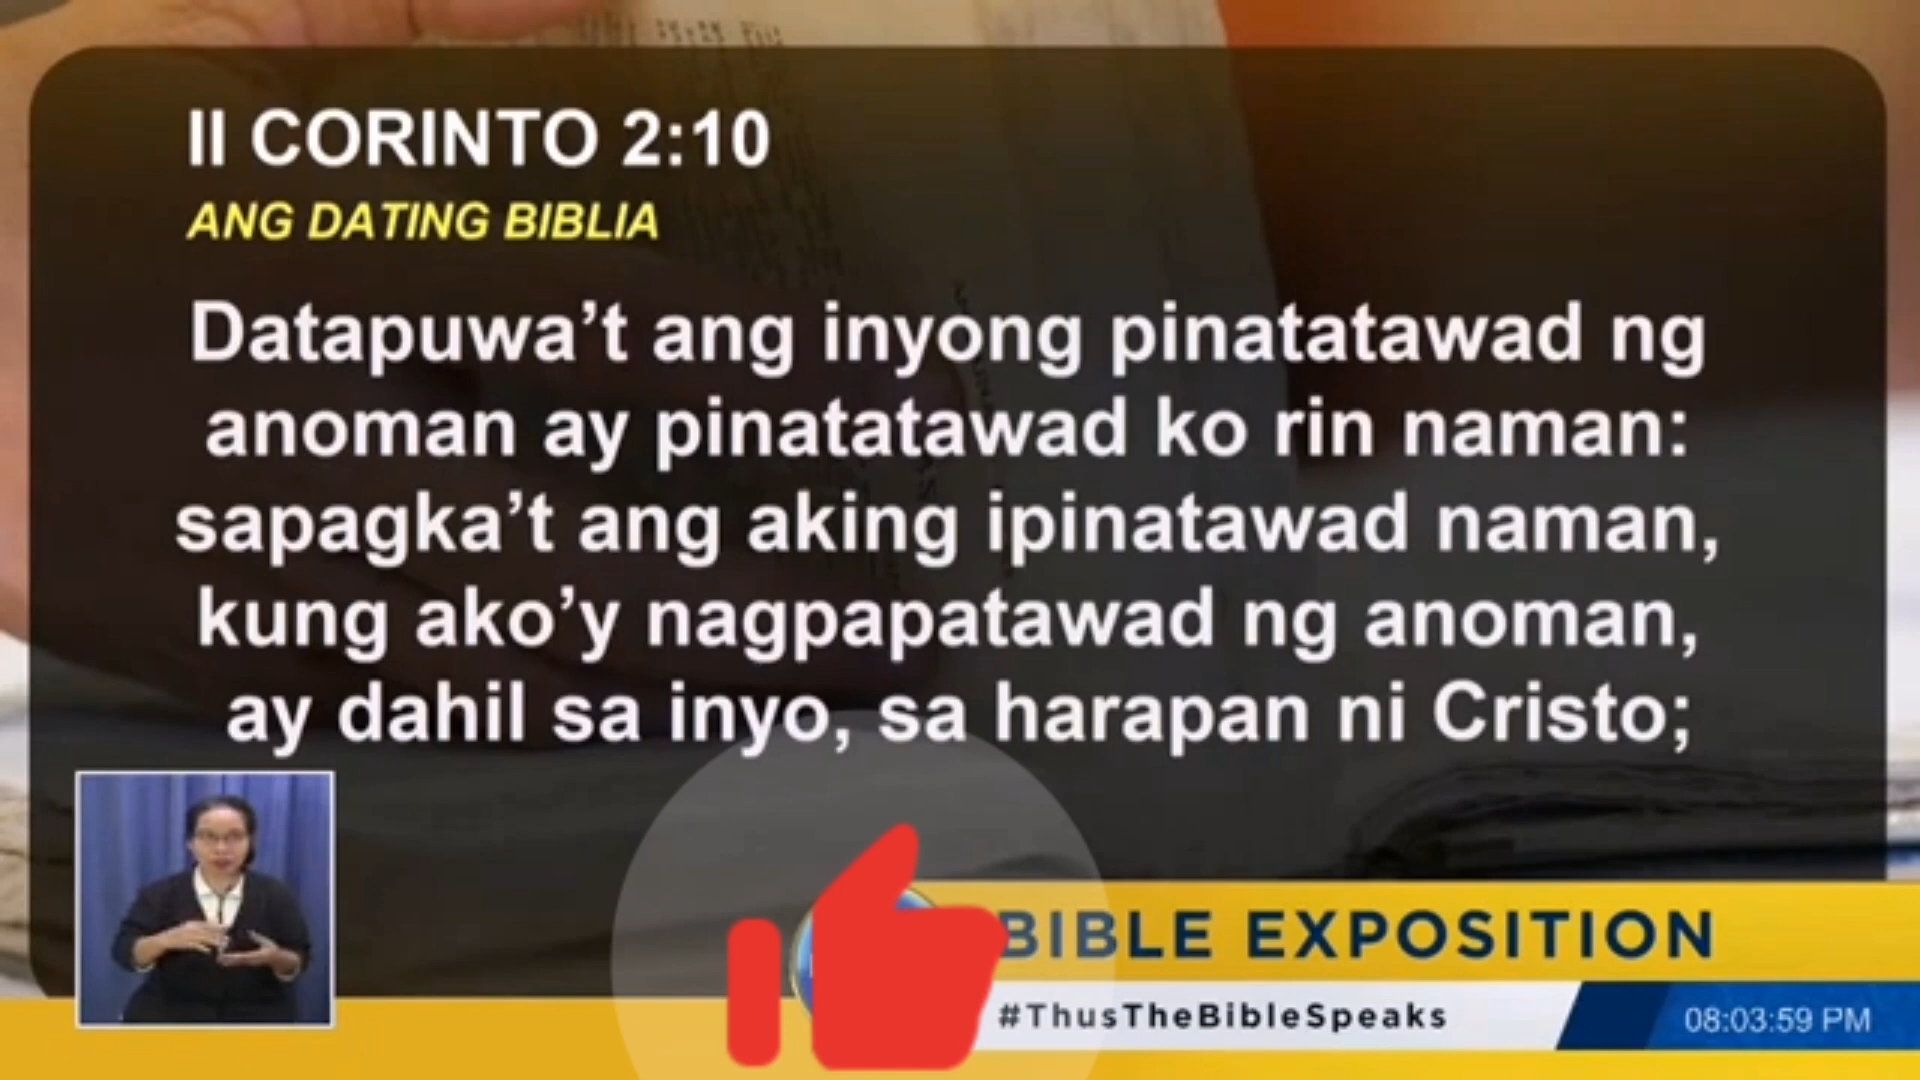 II CORINTO 2:10
ANG DATING BIBLIA
Datapuwa’t ang inyong pinatatawad ng
anoman ay pinatatawad ko rin naman:
sapagka’t ang aking ipinatawad naman,
kung ako’y nagpapatawad ng anoman,
ay dahil sa inyo, sa harapan ni Cristo;
BIBLE EXPOSITION
#ThusTheBibleSpeaks
08:03:59 PM